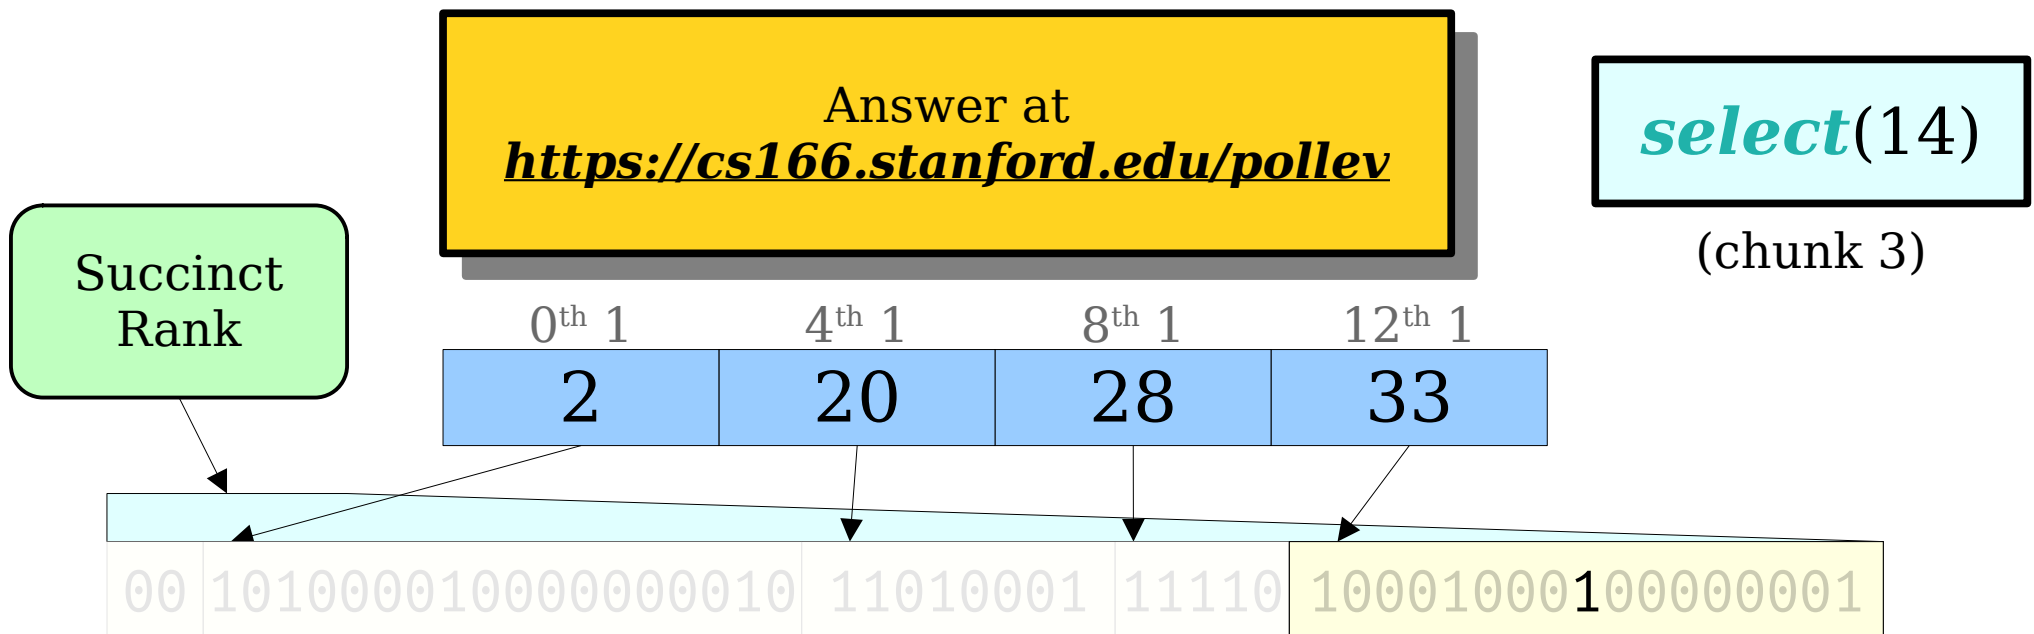 Answer at
https://cs166.stanford.edu/pollev
select(14)
(chunk 3)
Succinct
Rank
0th 1 4th 1 8th 1 12th 1
2 20 28 33
00 101000010000000010 11010001 11110 10001000100000001